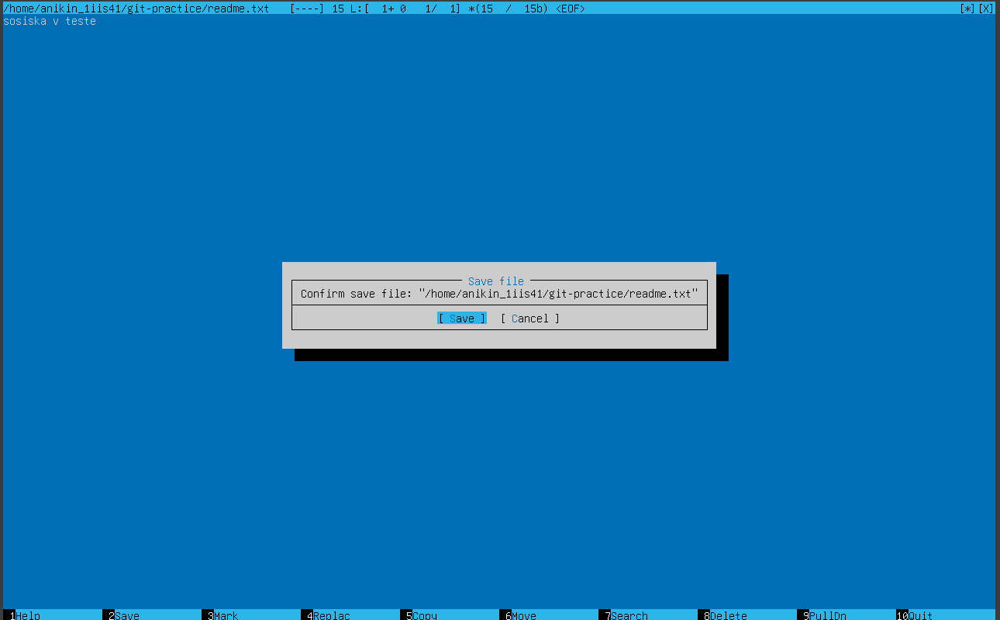 /home/anikin_1iis41/git-practice/readme.txt   [----] 15 L:[  1+ 0   1/  1] *(15  /  15b) <EOF> [*][X]
sosiska v teste
Save file
Confirm save file: "/home/anikin_1iis41/git-practice/readme.txt"
[ Save ]  [ Cancel ]
1Help 2Save 3Mark 4Replac 5Copy 6Move 7Search 8Delete 9PullDn 10Quit